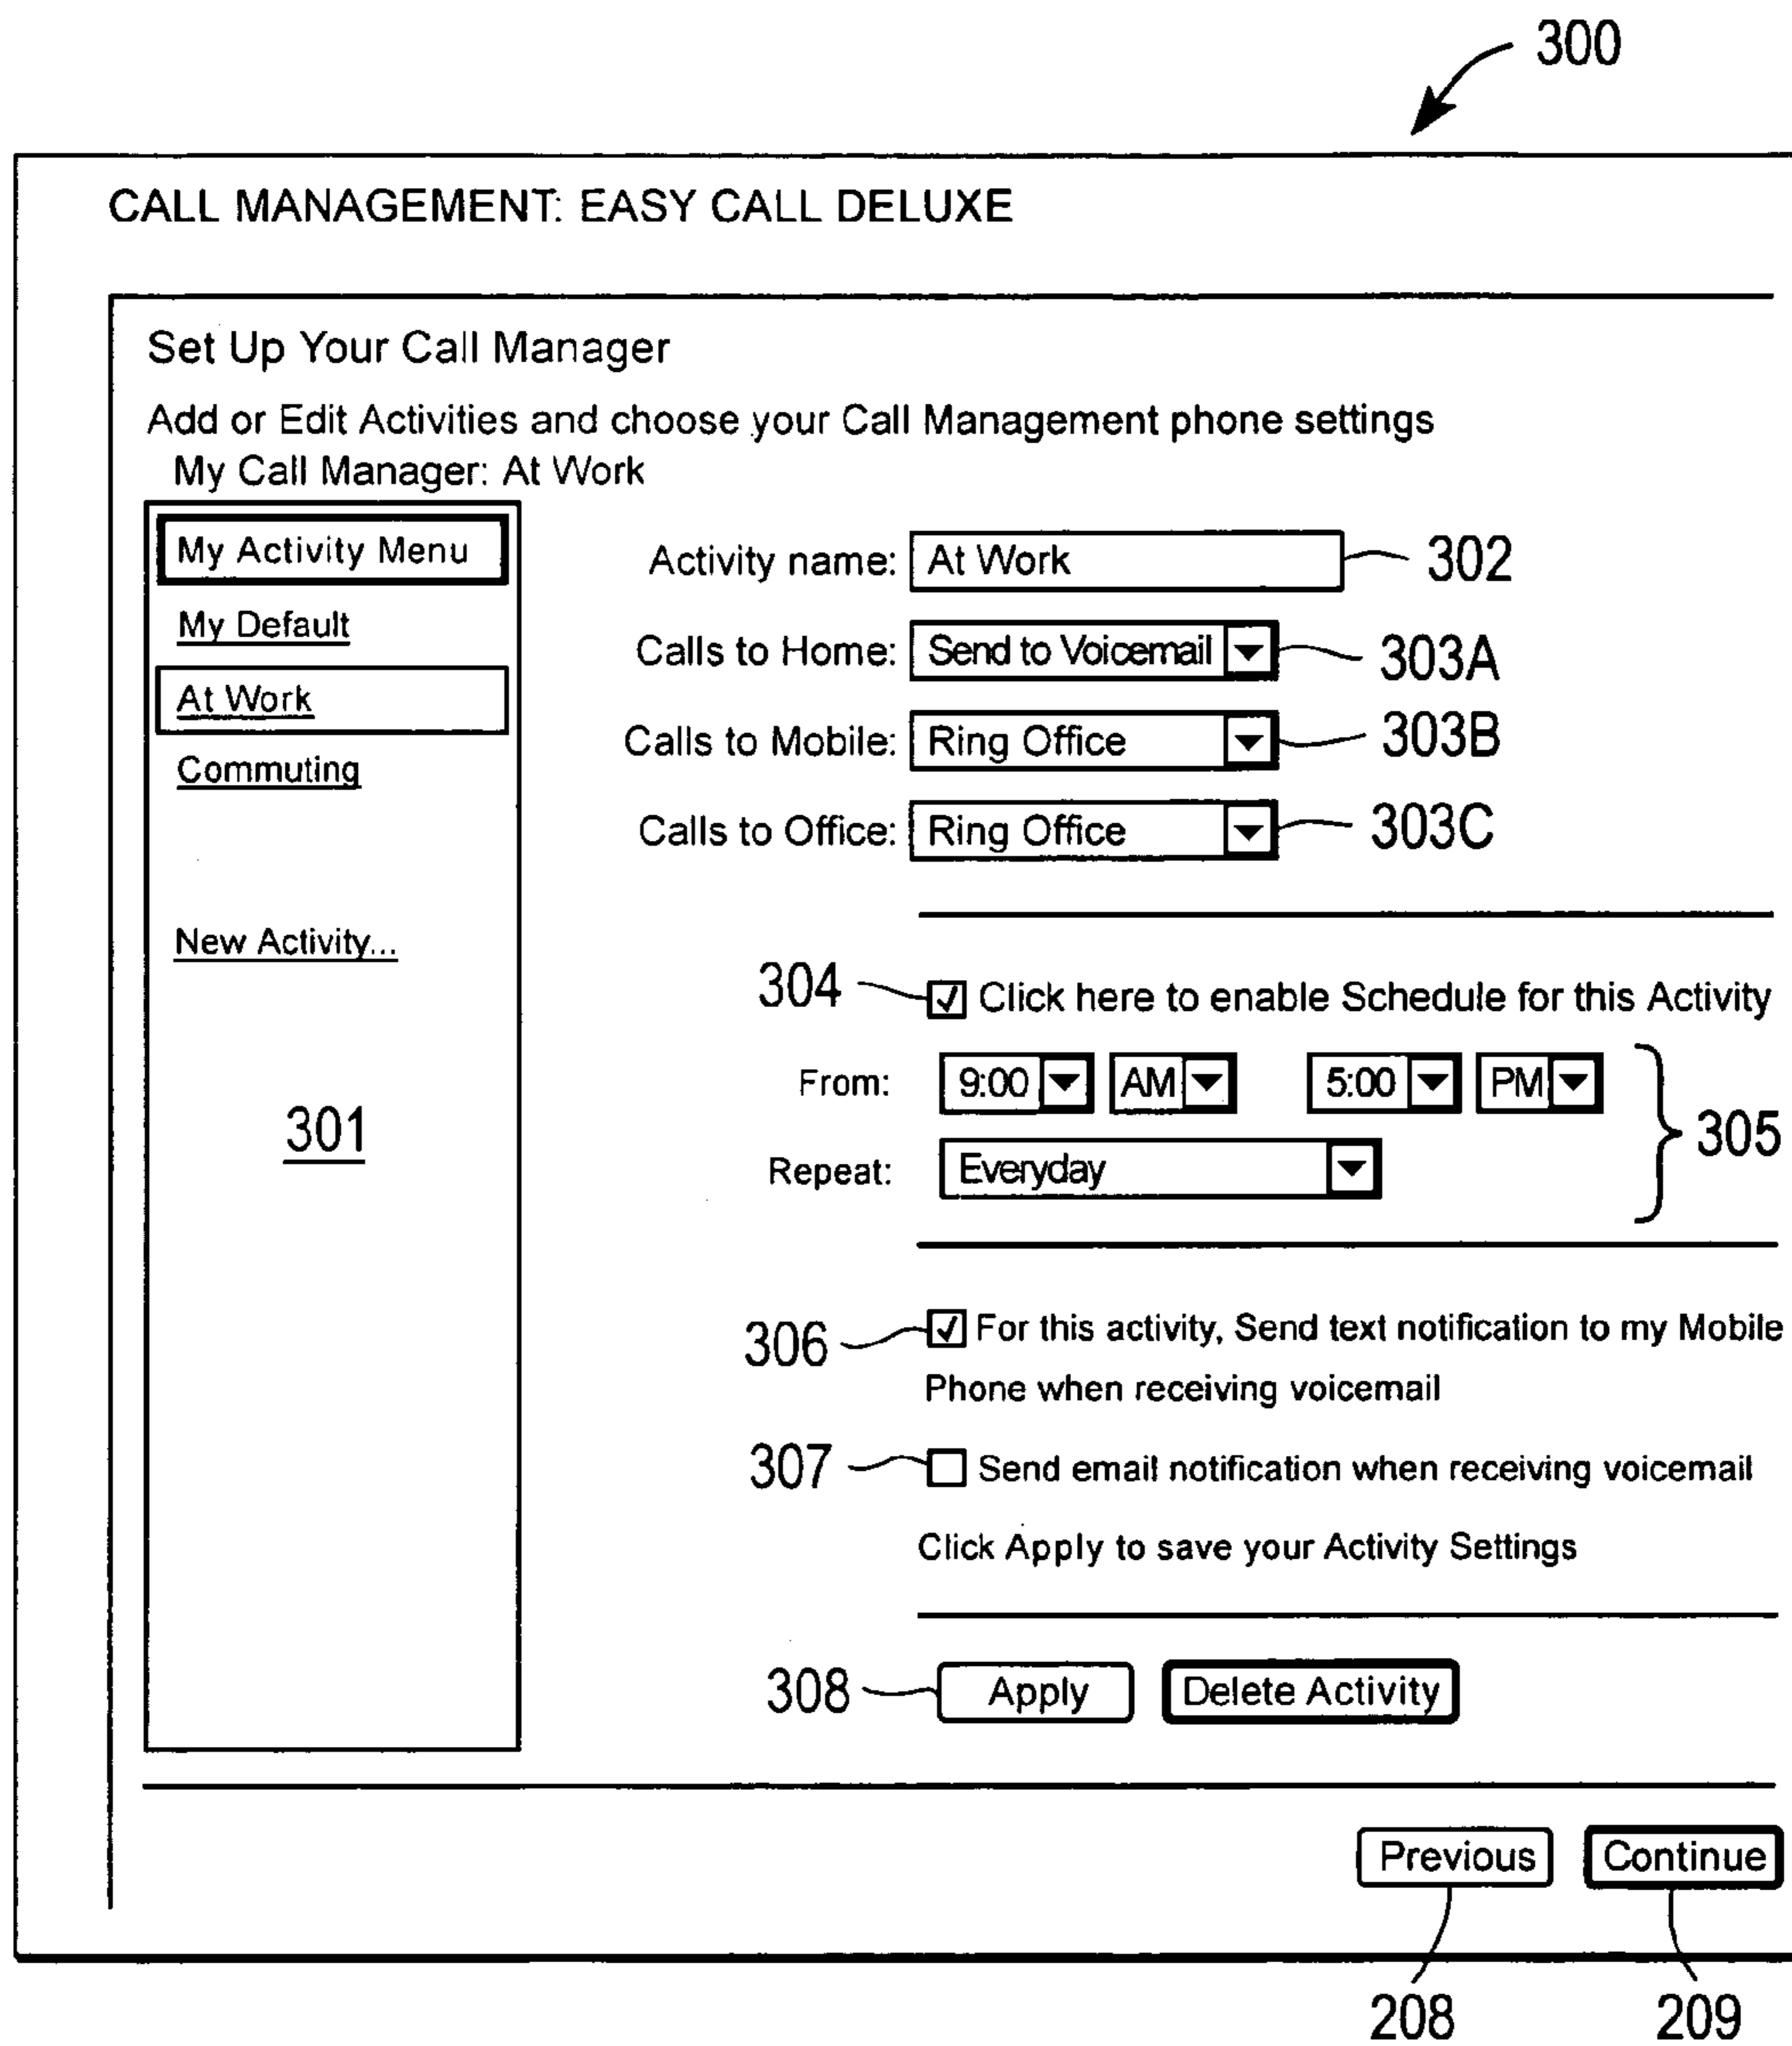 300
CALL MANAGEMENT: EASY CALL DELUXE
Set Up Your Call Manager
Add or Edit Activities and choose your Call Management phone settings
My Call Manager: At Work
My Activity Menu
My Default
At Work
Commuting
New Activity...
301
Activity name: At Work 302
Calls to Home: Send to Voicemail 303A
Calls to Mobile: Ring Office 303B
Calls to Office: Ring Office 303C
304 Click here to enable Schedule for this Activity
From: 9:00 AM 5:00 PM
305
Repeat: Everyday
306 For this activity, Send text notification to my Mobile
Phone when receiving voicemail
307 Send email notification when receiving voicemail
Click Apply to save your Activity Settings
308 Apply Delete Activity
Previous Continue
208 209